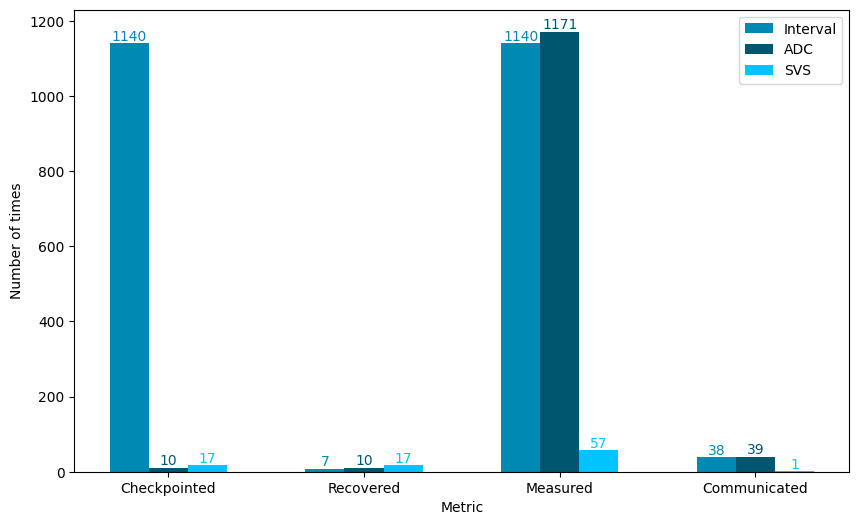 1200
1000
800
600
400
200
0
Number of times
1140
10
17
7
10
17
1140
1171
57
38
39
1
Checkpointed
Recovered
Measured
Communicated
Metric
Interval
ADC
SVS